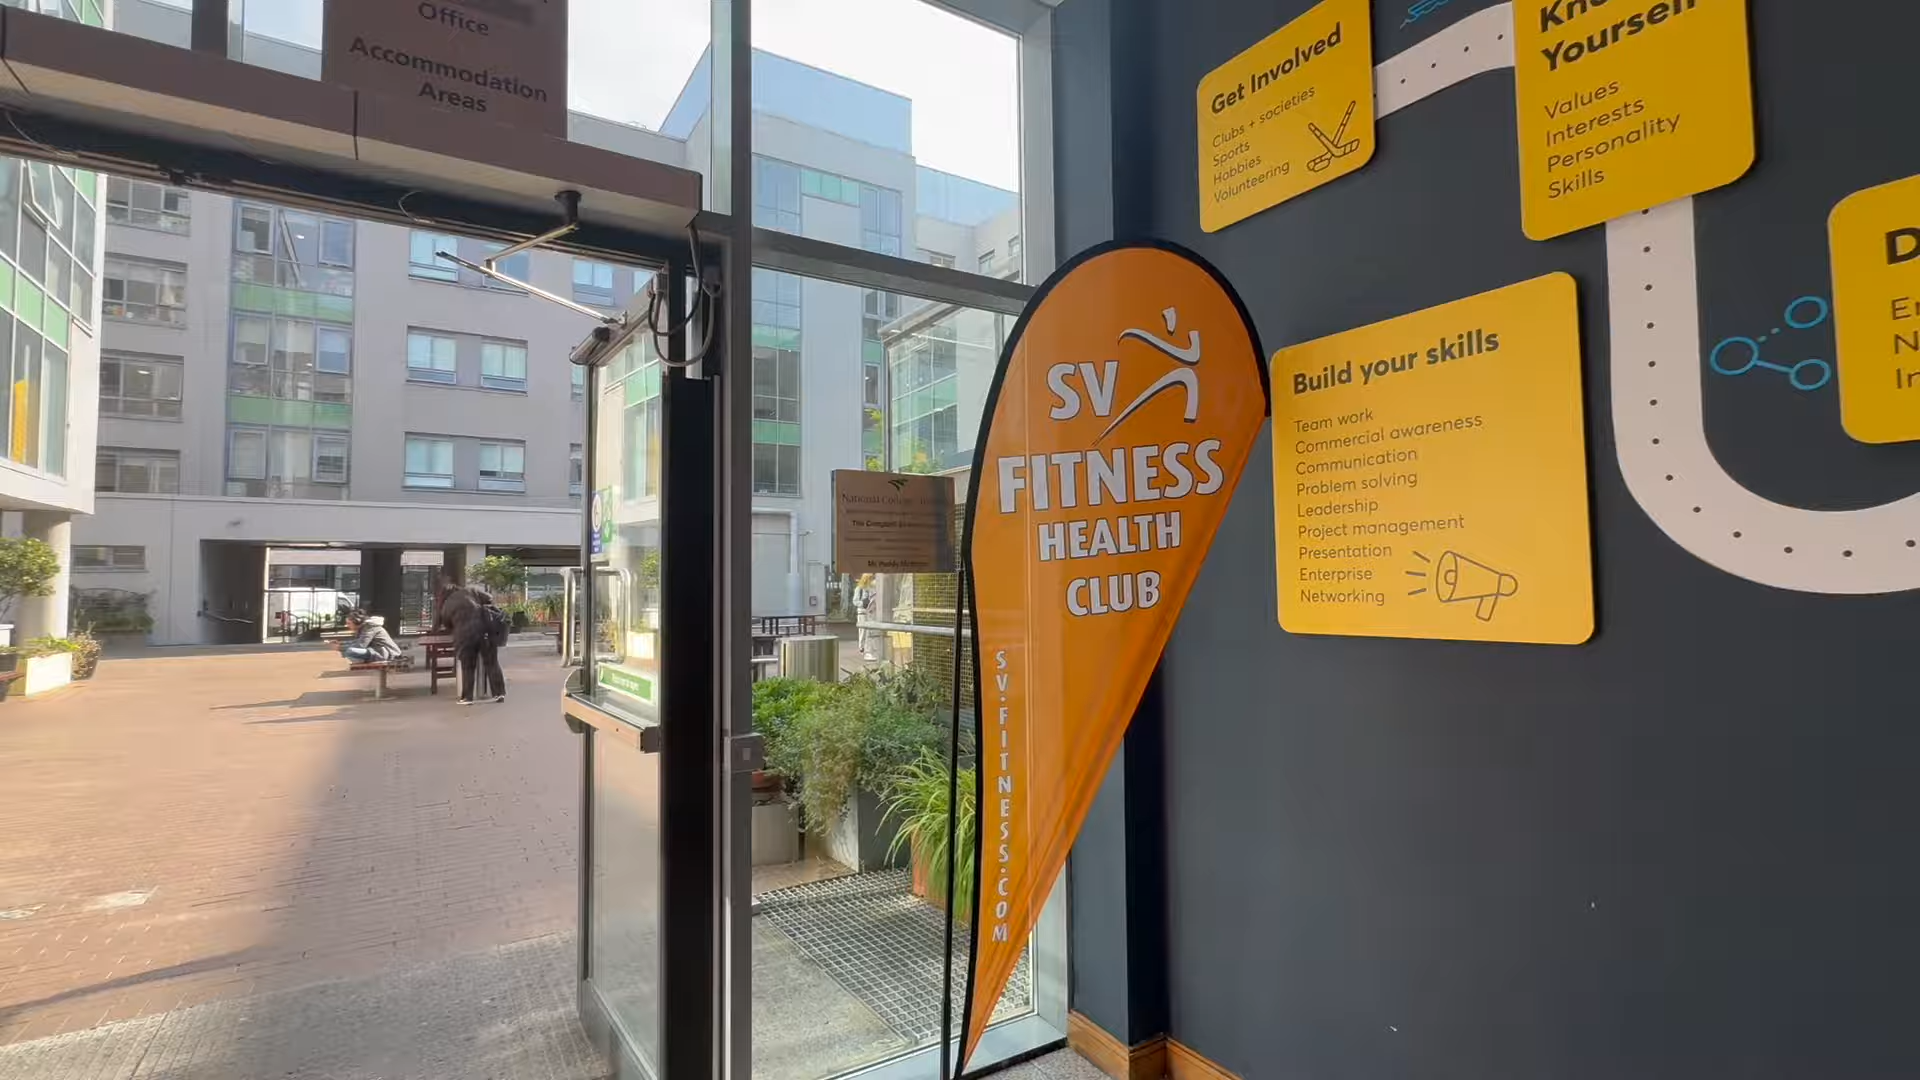 Office
Accommodation
Areas
Get Involved
Clubs + societies
Sports
Hobbies
Volunteering
Yourself
Values
Interests
Personality
Skills
Build your skills
Team work
Commercial awareness
Communication
Problem solving
Leadership
Project management
Presentation
Enterprise
Networking
SV
FITNESS
HEALTH
CLUB
SV-FITNESS.COM
National College